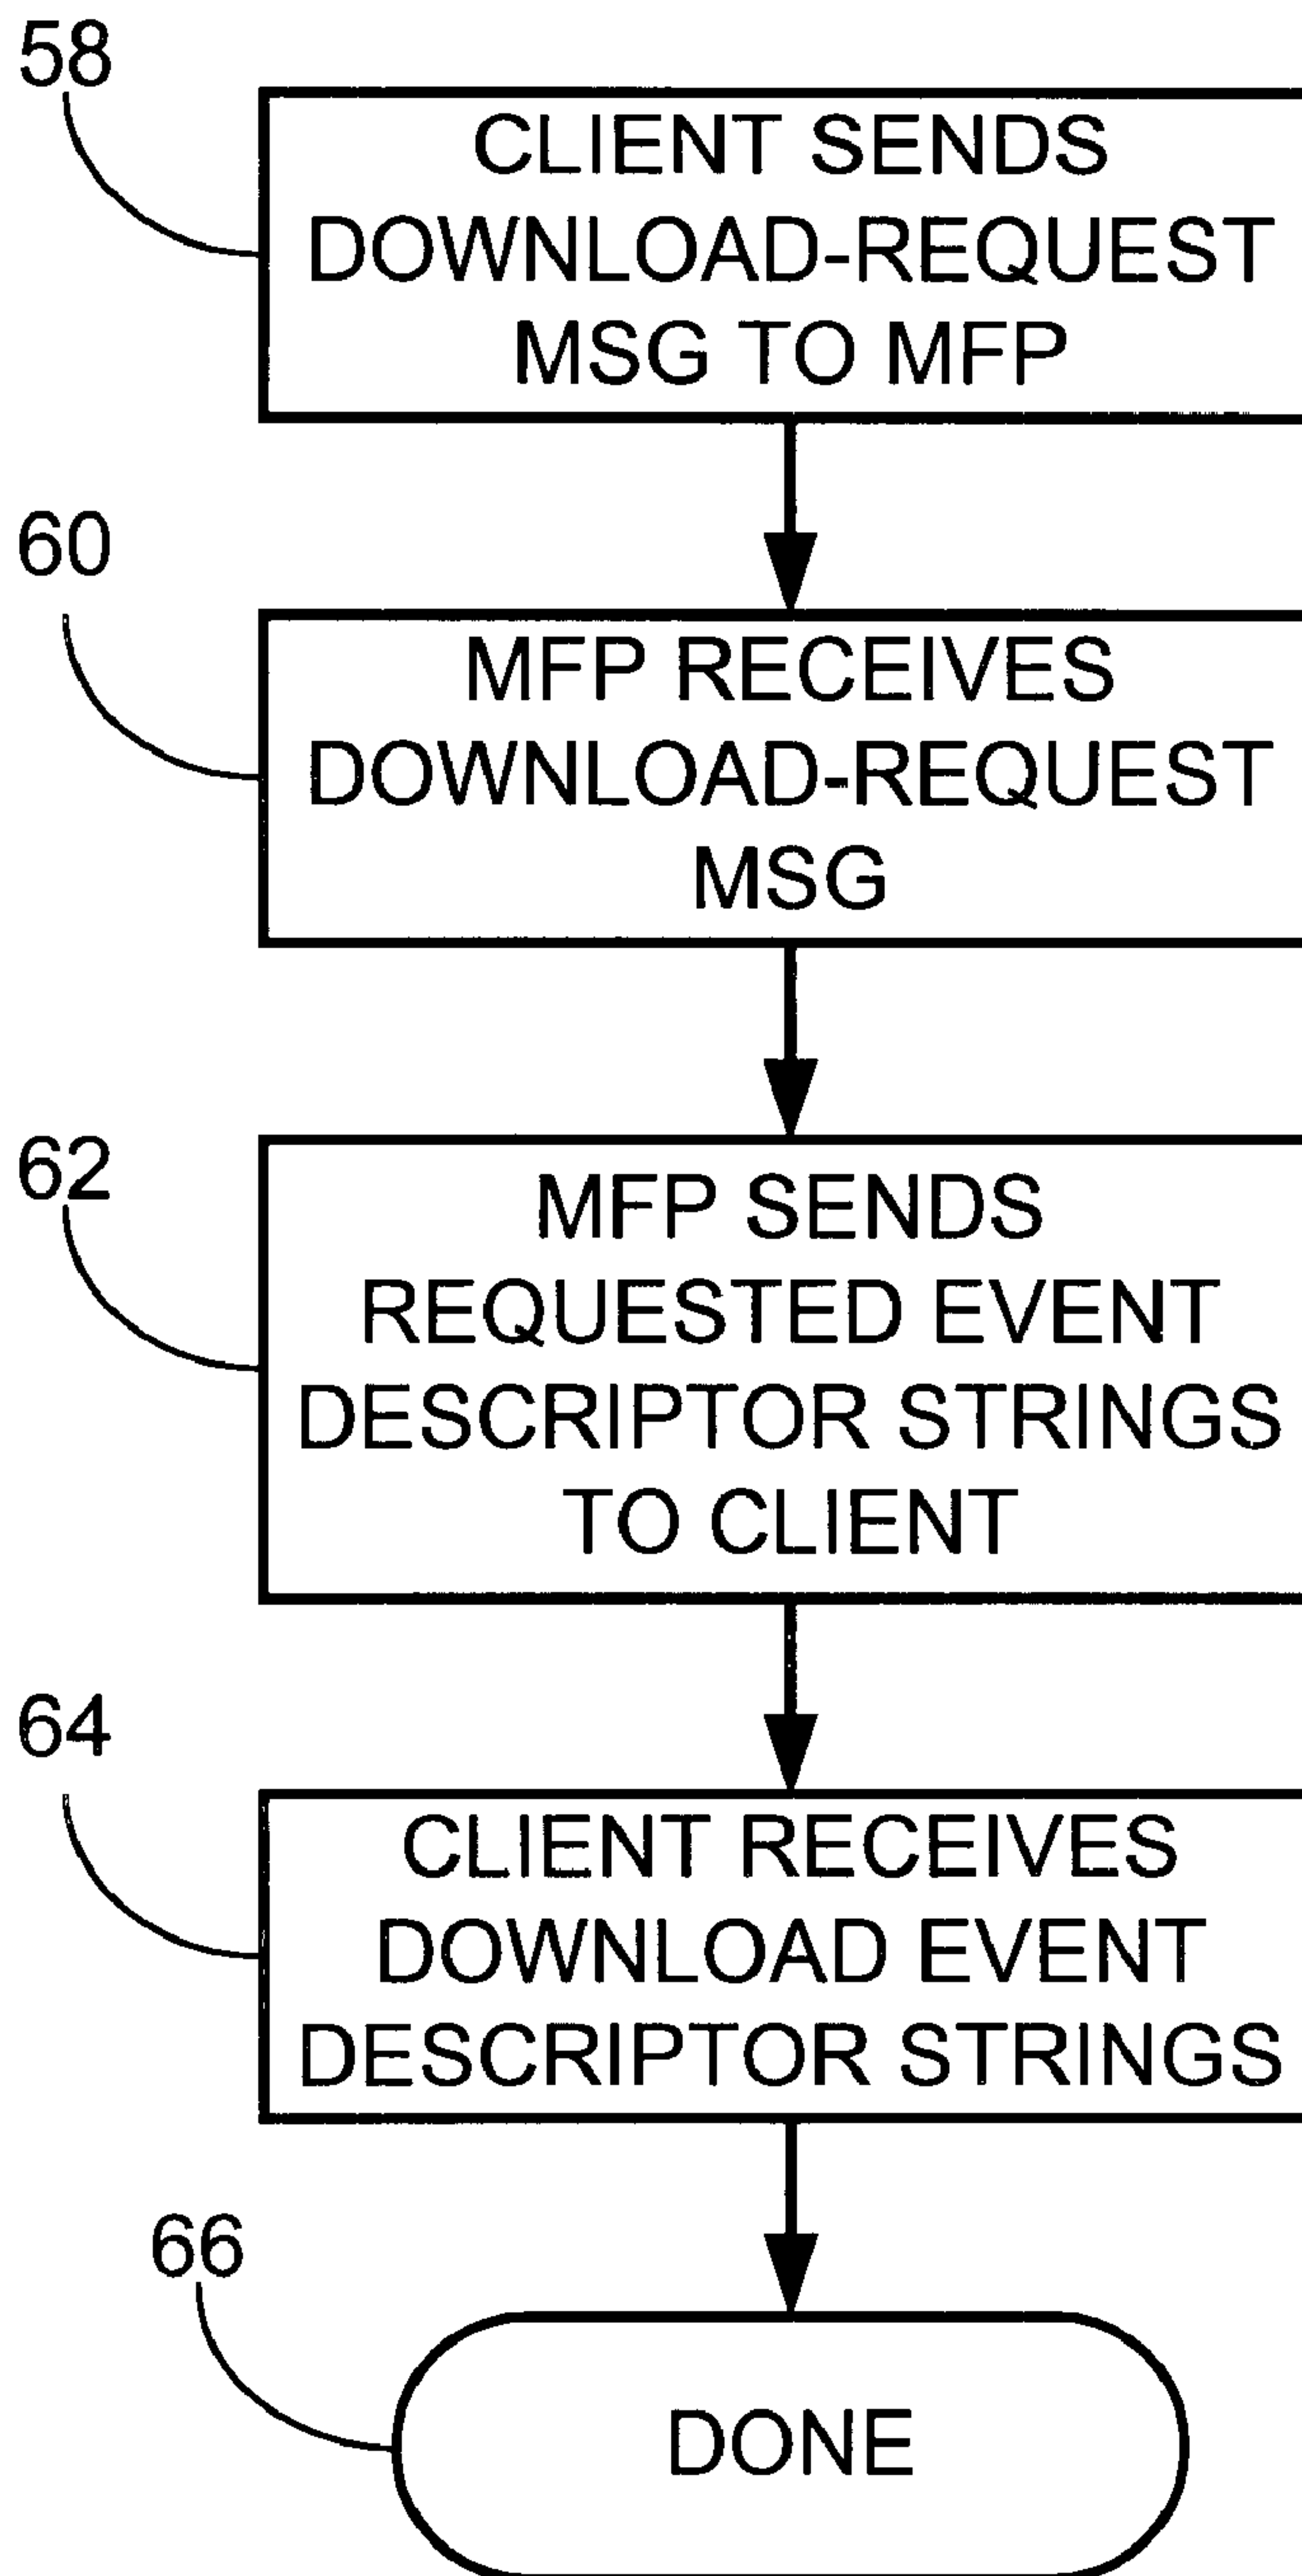 58
CLIENT SENDS
DOWNLOAD-REQUEST
MSG TO MFP
60
MFP RECEIVES
DOWNLOAD-REQUEST
MSG
62
MFP SENDS
REQUESTED EVENT
DESCRIPTOR STRINGS
TO CLIENT
64
CLIENT RECEIVES
DOWNLOAD EVENT
DESCRIPTOR STRINGS
66
DONE